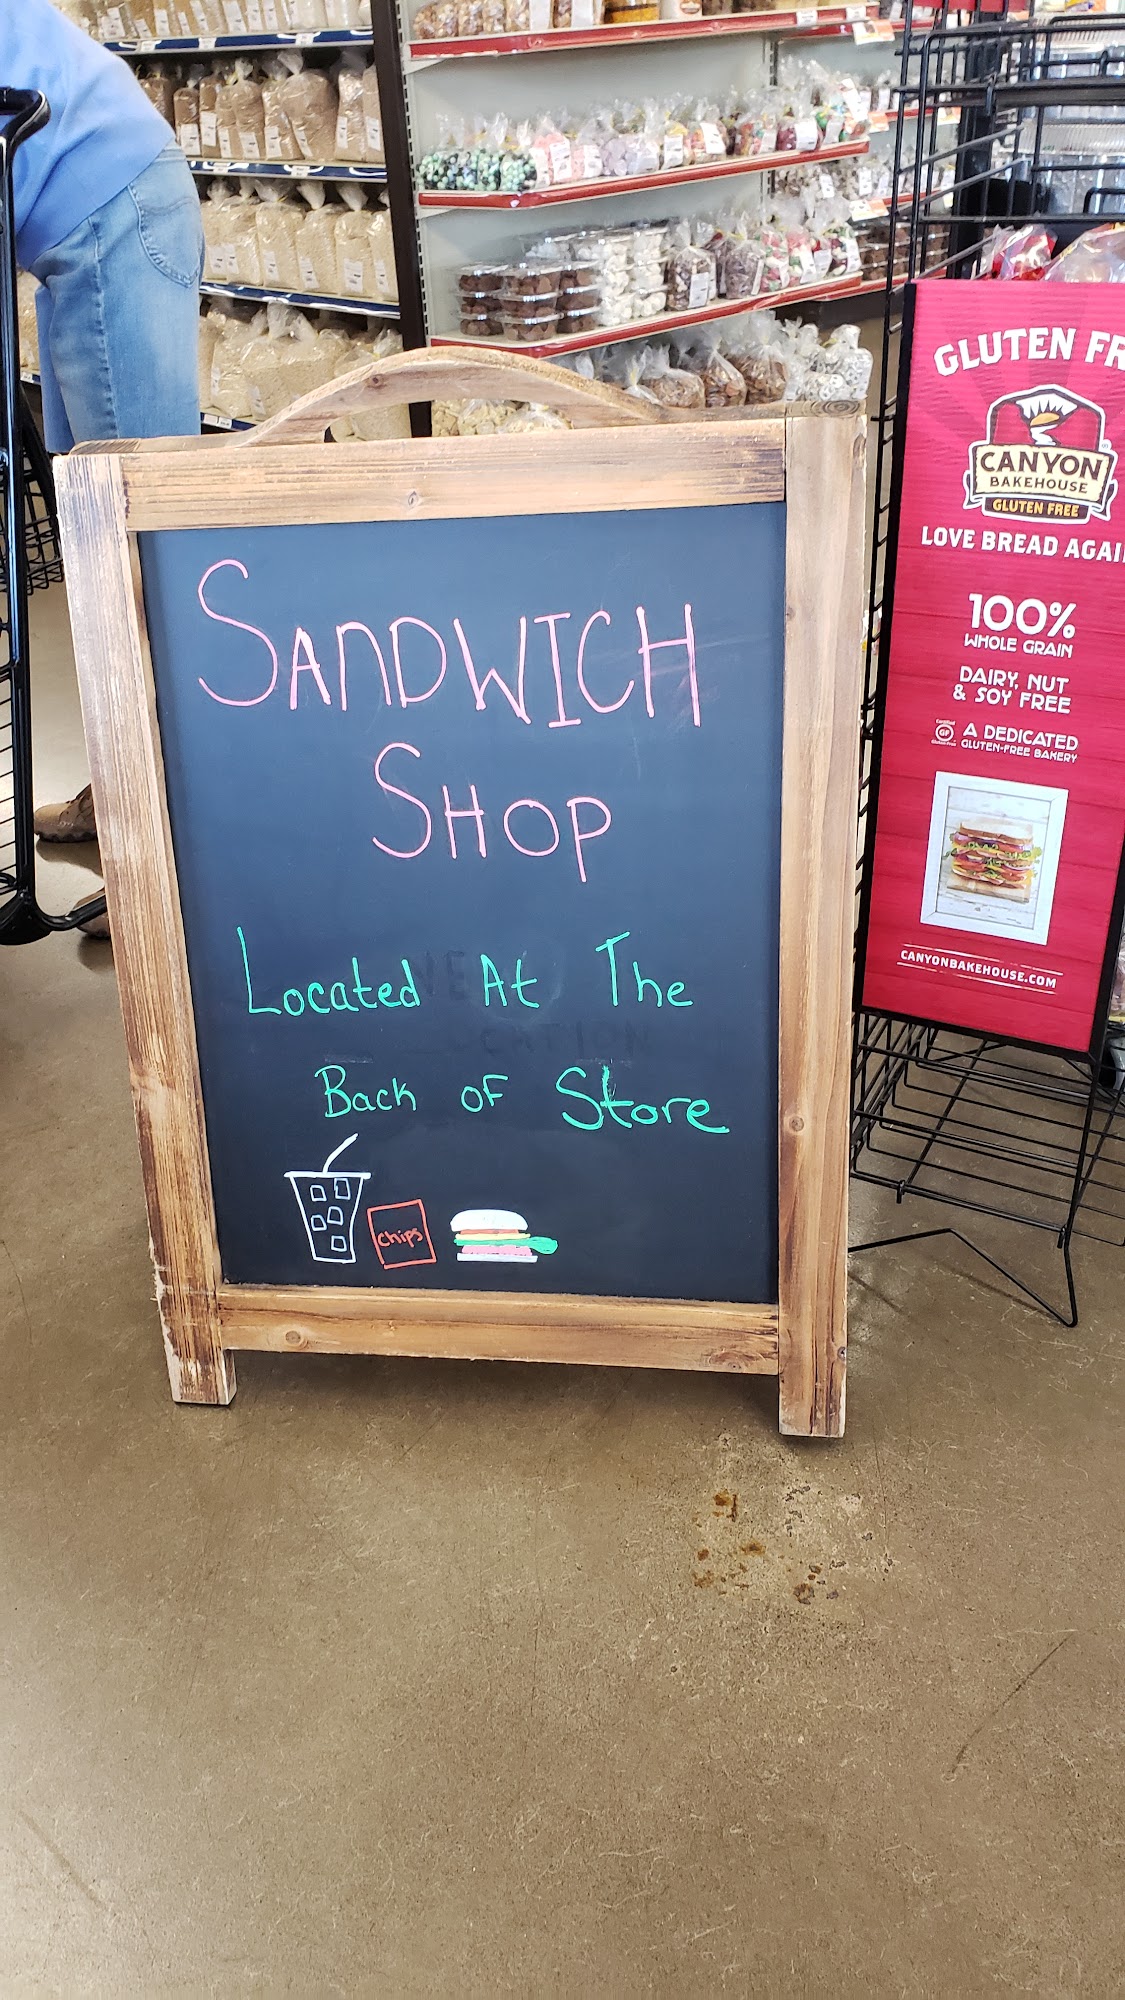 SANDWICH
SHOP
Located At The
Back of Store
chips
GLUTEN FR
CANYON
BAKEHOUSE
GLUTEN FREE
LOVE BREAD AGAI
100%
WHOLE GRAIN
DAIRY, NUT
& SOY FREE
GF
A DEDICATED
GLUTEN-FREE BAKERY
CANYONBAKEHOUSE.COM